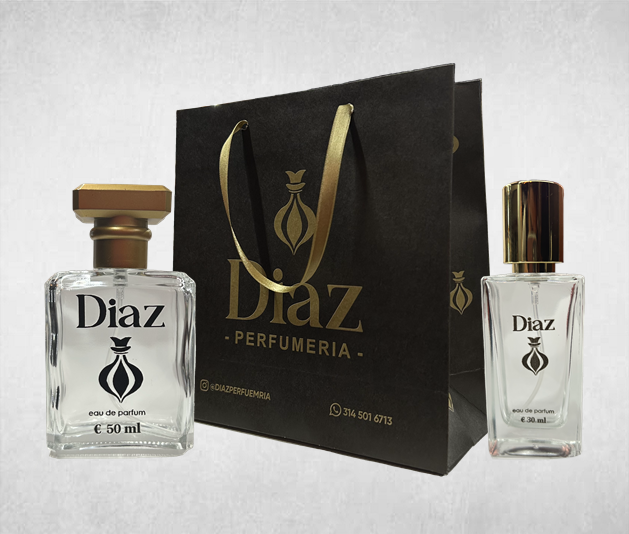 Diaz
eau de parfum
€ 50 ml
Diaz
- PERFUMERIA -
@DIAZPERFUEMRIA
314 501 6713
Diaz
eau de parfum
€ 30 ml